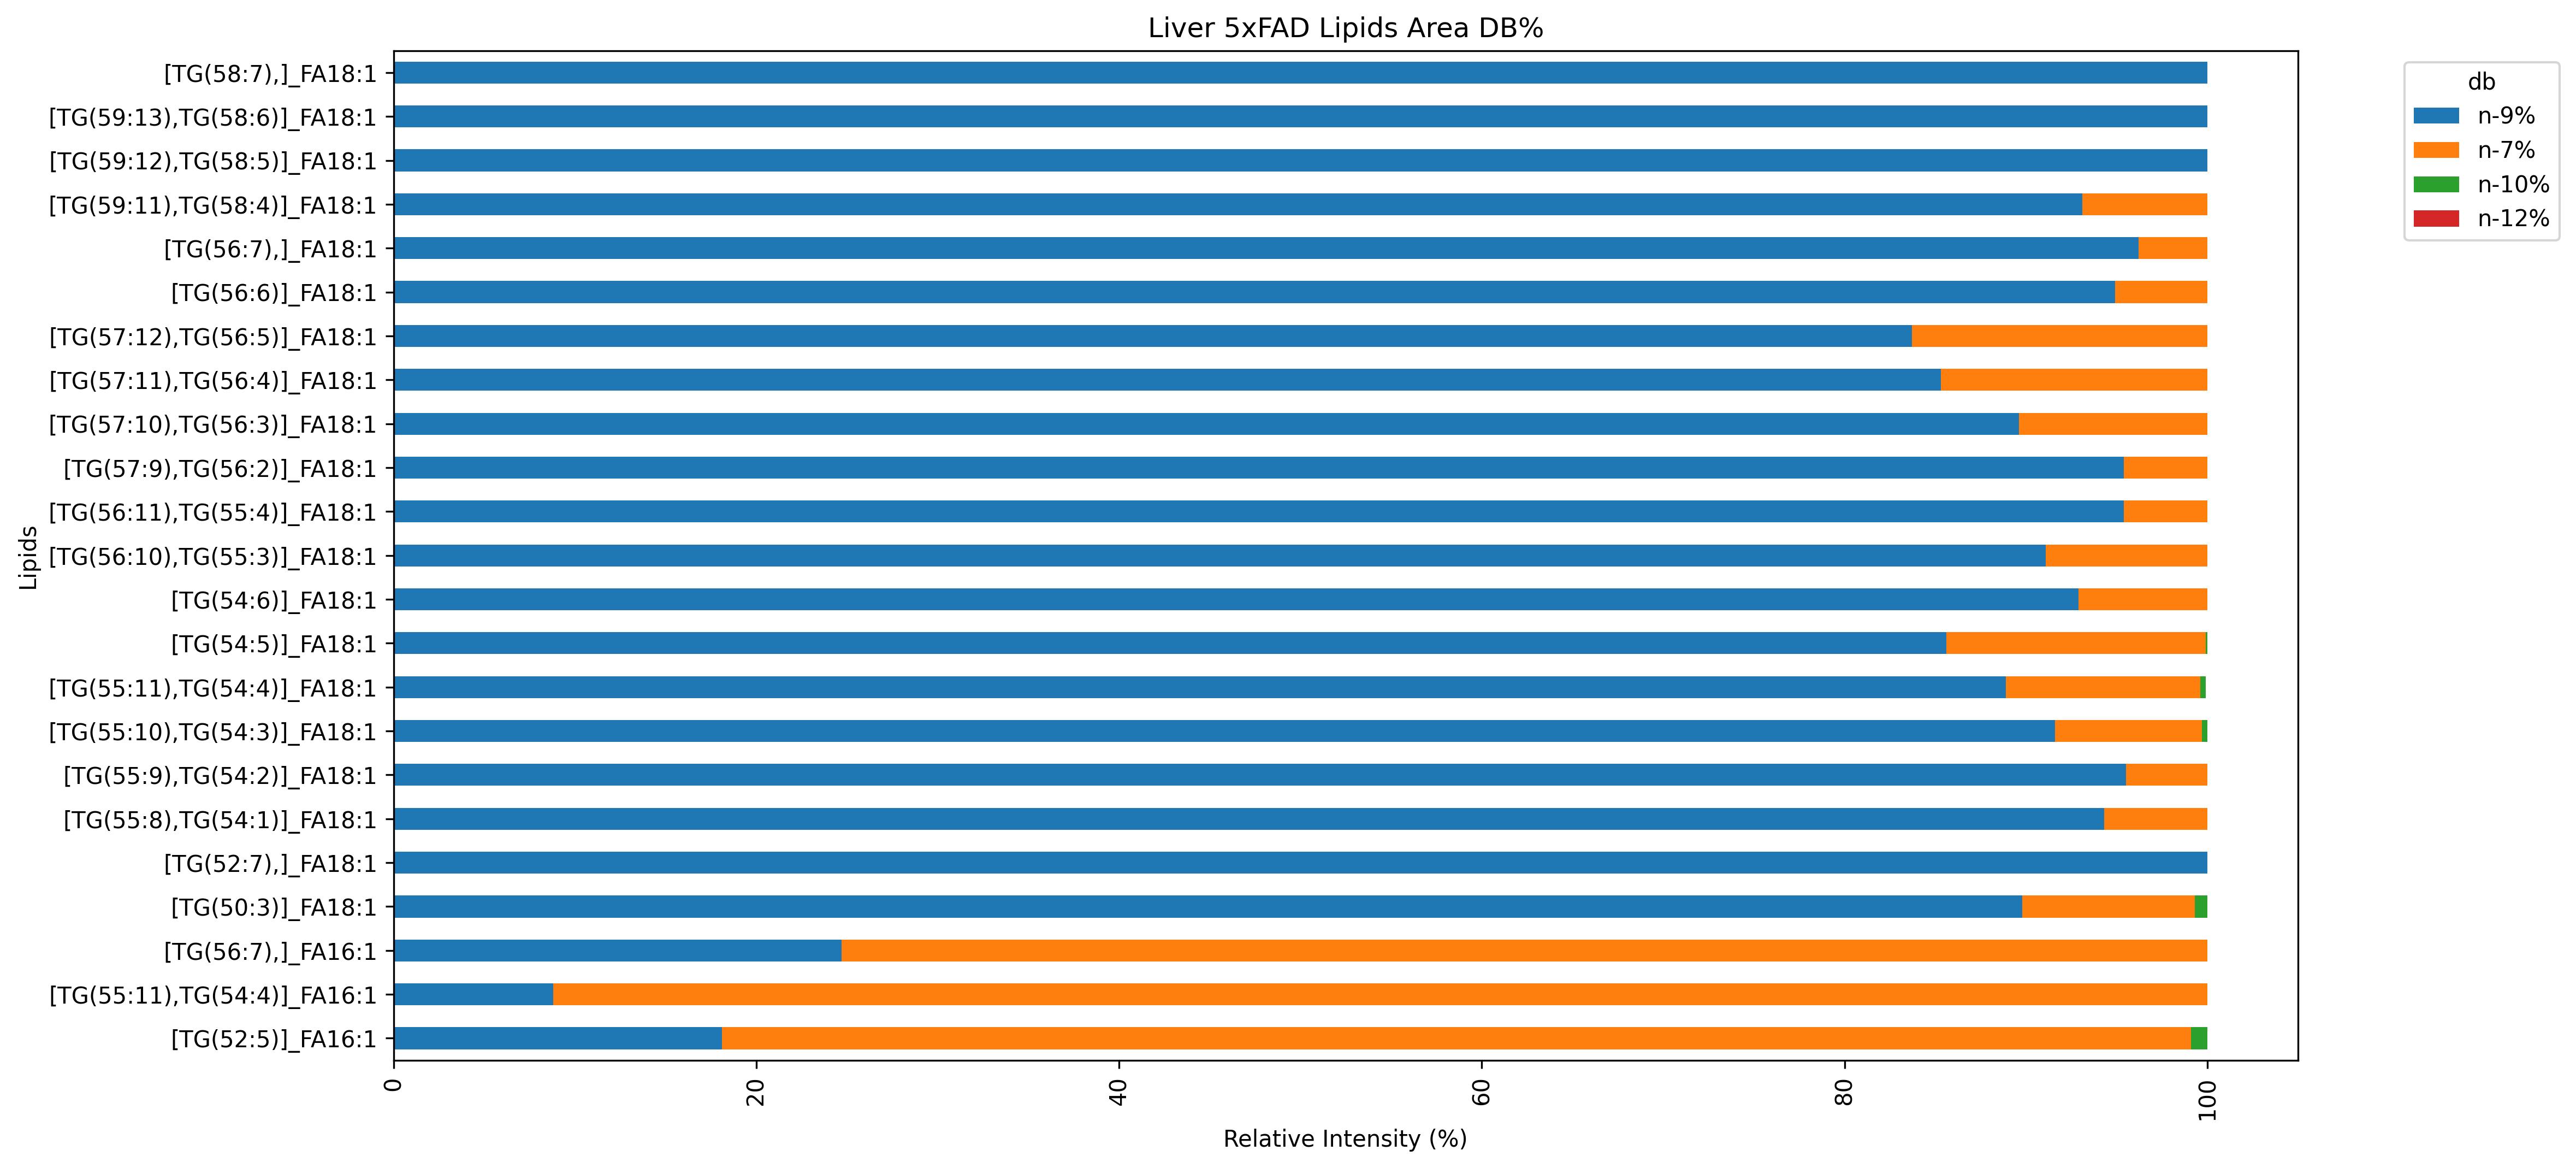 Liver 5xFAD Lipids Area DB%
[TG(58:7),]_FA18:1
[TG(59:13),TG(58:6)]_FA18:1
[TG(59:12),TG(58:5)]_FA18:1
[TG(59:11),TG(58:4)]_FA18:1
[TG(56:7),]_FA18:1
[TG(56:6)]_FA18:1
[TG(57:12),TG(56:5)]_FA18:1
[TG(57:11),TG(56:4)]_FA18:1
[TG(57:10),TG(56:3)]_FA18:1
[TG(57:9),TG(56:2)]_FA18:1
[TG(56:11),TG(55:4)]_FA18:1
[TG(56:10),TG(55:3)]_FA18:1
[TG(54:6)]_FA18:1
[TG(54:5)]_FA18:1
[TG(55:11),TG(54:4)]_FA18:1
[TG(55:10),TG(54:3)]_FA18:1
[TG(55:9),TG(54:2)]_FA18:1
[TG(55:8),TG(54:1)]_FA18:1
[TG(52:7),]_FA18:1
[TG(50:3)]_FA18:1
[TG(56:7),]_FA16:1
[TG(55:11),TG(54:4)]_FA16:1
[TG(52:5)]_FA16:1
Lipids
0
20
40
60
80
100
Relative Intensity (%)
db
n-9%
n-7%
n-10%
n-12%